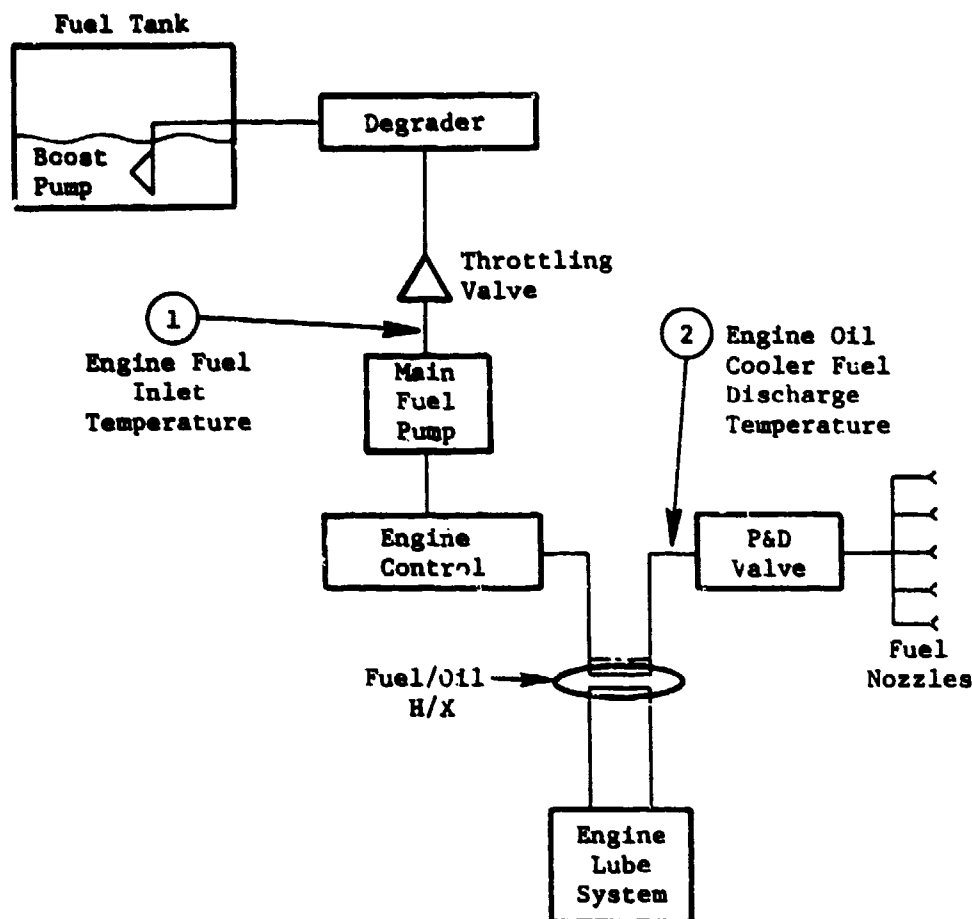 Fuel Tank
Boost
Pump
Degrader
Throttling
Valve
1
Engine Fuel
Inlet
Temperature
Main
Fuel
Pump
2
Engine Oil
Cooler Fuel
Discharge
Temperature
Engine
Control
P&D
Valve
Fuel
Nozzles
Fuel/Oil
H/X
Engine
Lube
System